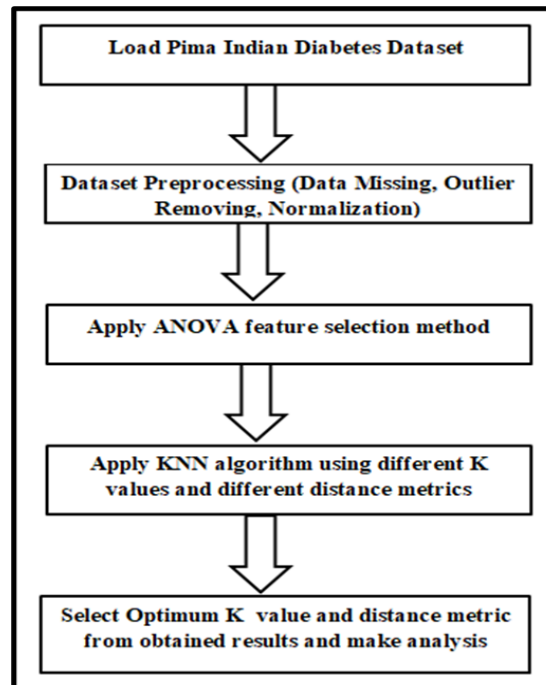 Load Pima Indian Diabetes Dataset
Dataset Preprocessing (Data Missing, Outlier
Removing, Normalization)
Apply ANOVA feature selection method
Apply KNN algorithm using different K
values and different distance metrics
Select Optimum K value and distance metric
from obtained results and make analysis